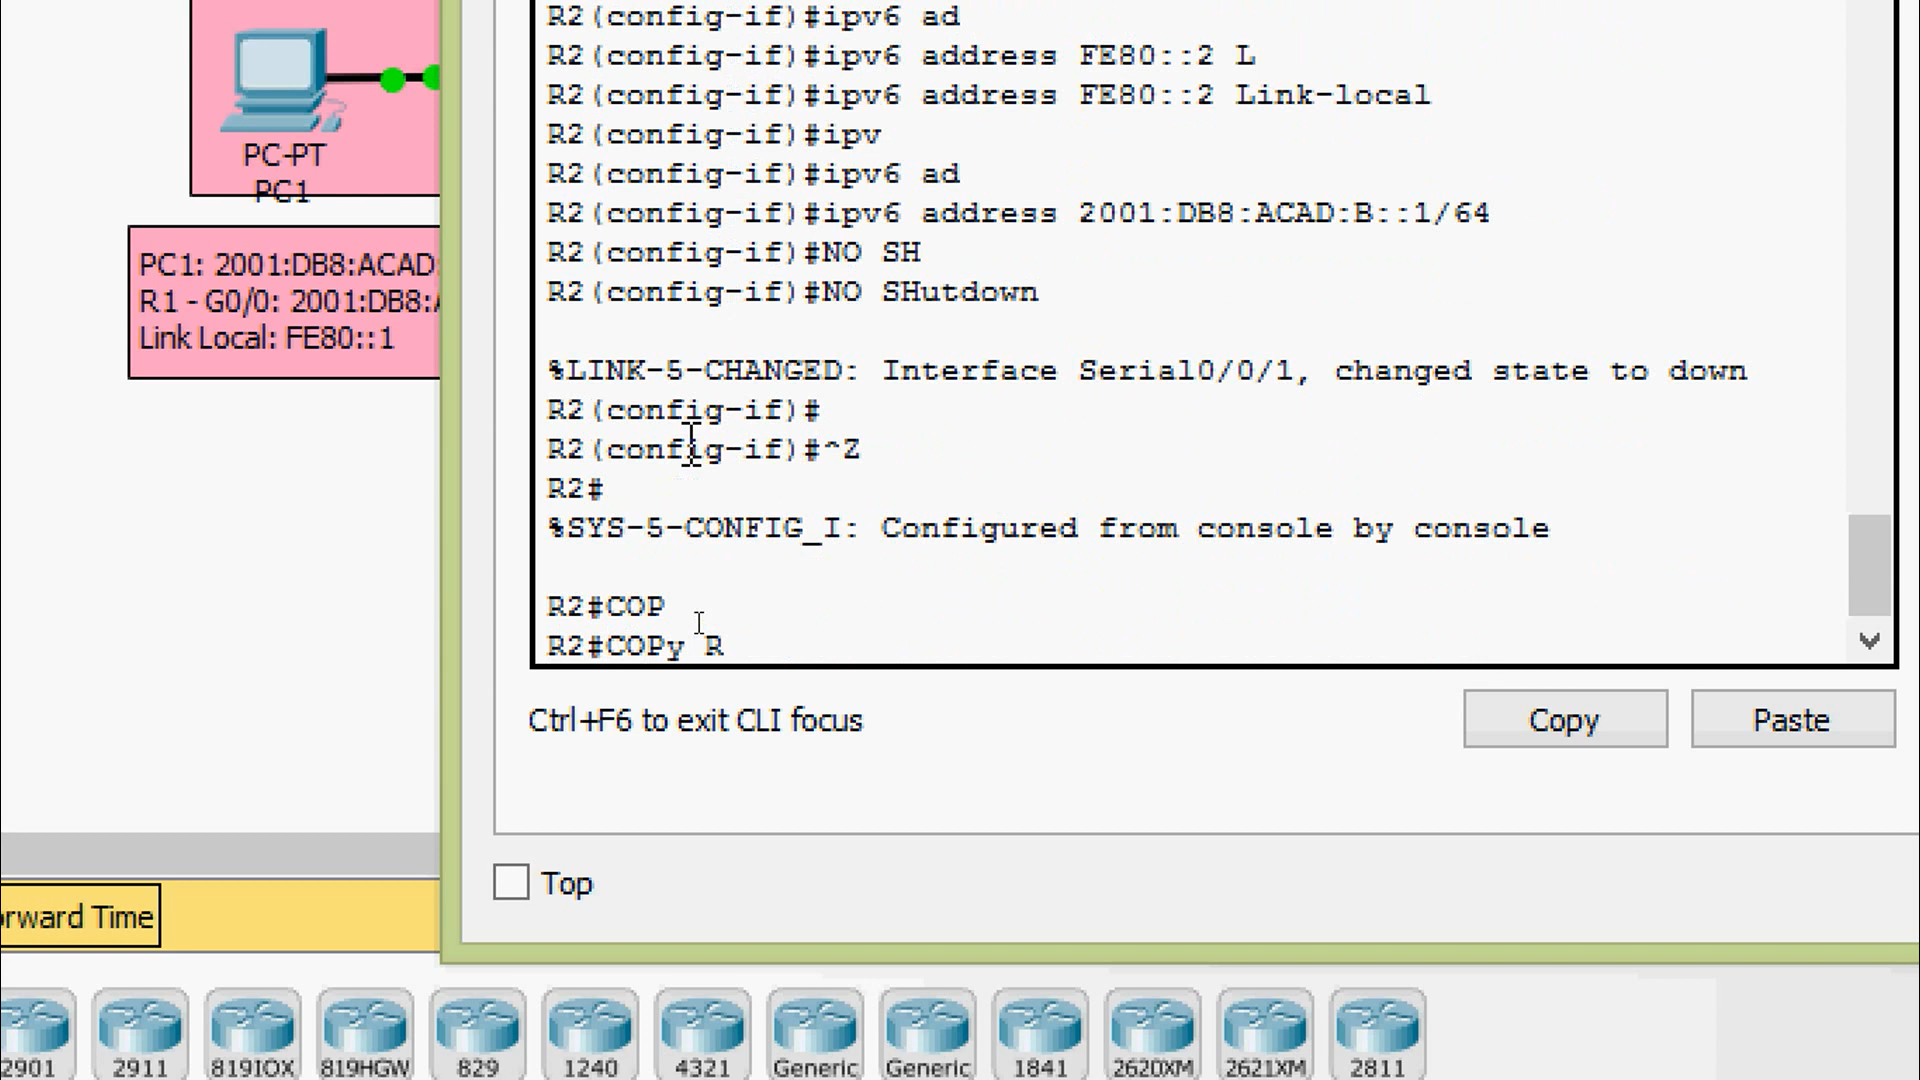 R2(config-if)#ipv6 ad
R2(config-if)#ipv6 address FE80::2 L
R2(config-if)#ipv6 address FE80::2 Link-local
R2(config-if)#ipv
R2(config-if)#ipv6 ad
R2(config-if)#ipv6 address 2001:DB8:ACAD:B::1/64
R2(config-if)#NO SH
R2(config-if)#NO SHutdown
%LINK-5-CHANGED: Interface Serial0/0/1, changed state to down
R2(config-if)#
R2(config-if)#^Z
R2#
%SYS-5-CONFIG_I: Configured from console by console
R2#COP
R2#COPy R
PC-PT
PC1
PC1: 2001:DB8:ACAD:
R1 - G0/0: 2001:DB8:
Link Local: FE80::1
Ctrl+F6 to exit CLI focus
Copy
Paste
Top
orward Time
2901
2911
819IOX
819HGW
829
1240
4321
Generic
Generic
1841
2620XM
2621XM
2811